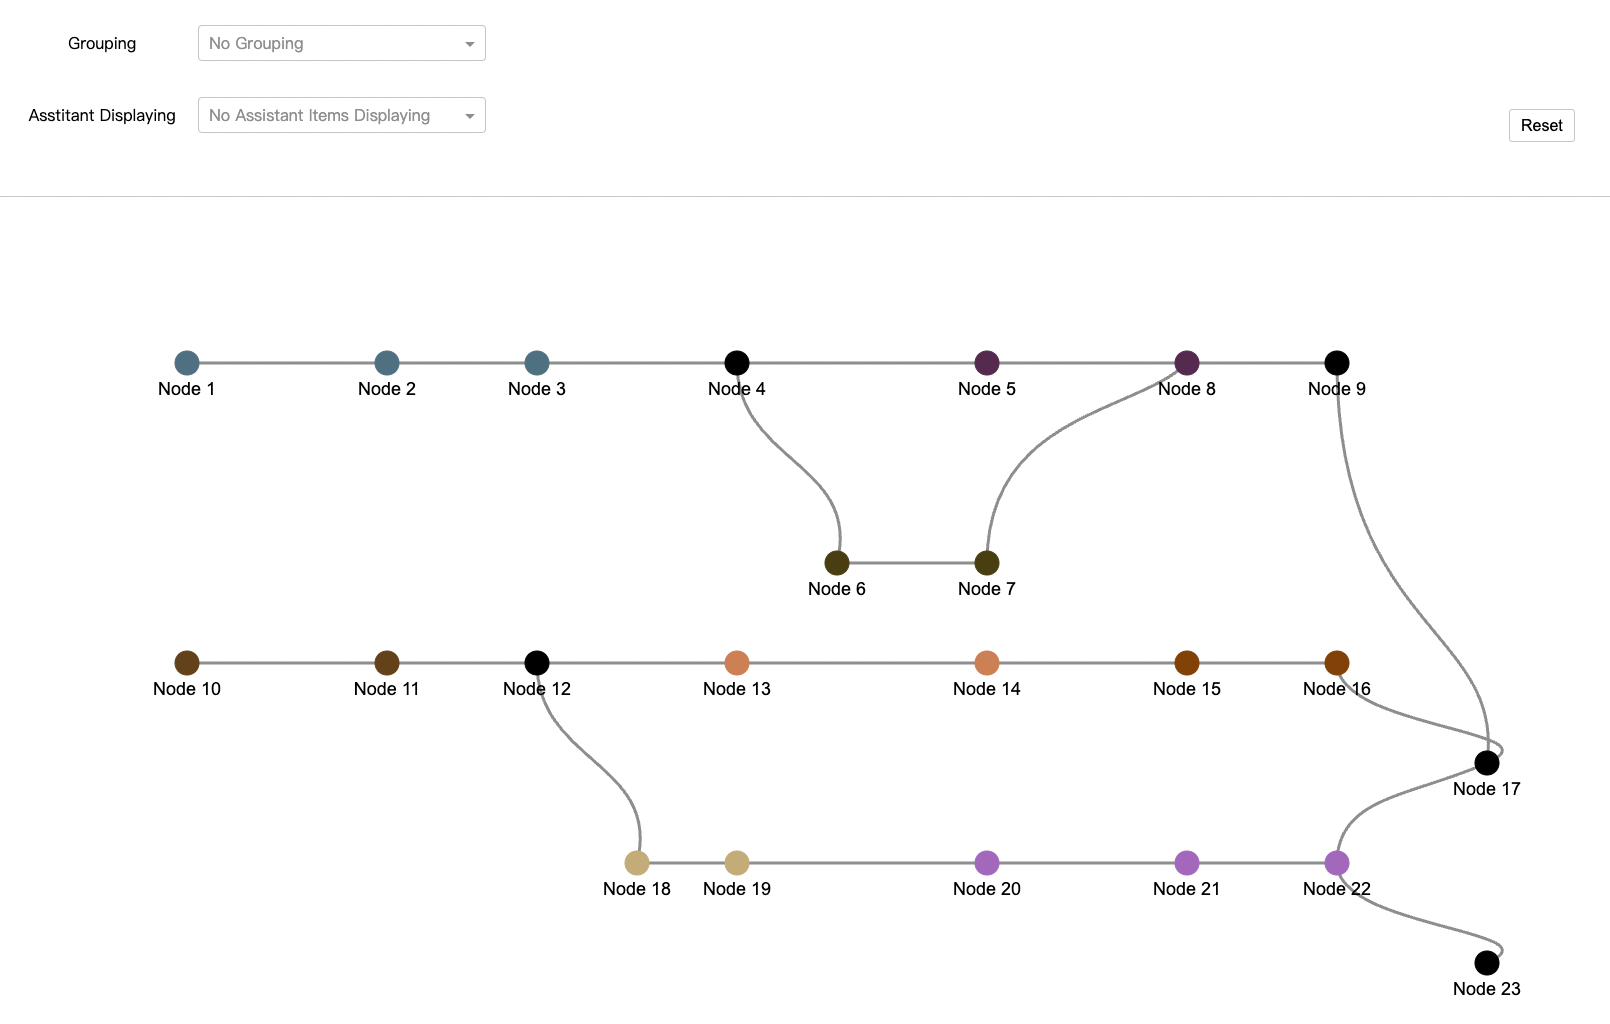 Grouping
No Grouping
Asstitant Displaying
No Assistant Items Displaying
Reset
Node 1
Node 2
Node 3
Node 4
Node 5
Node 8
Node 9
Node 6
Node 7
Node 10
Node 11
Node 12
Node 13
Node 14
Node 15
Node 16
Node 17
Node 18
Node 19
Node 20
Node 21
Node 22
Node 23